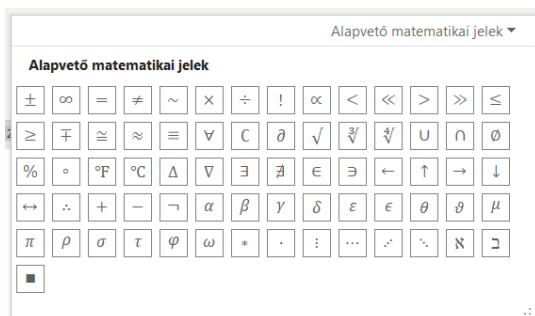 Alapvető matematikai jelek
Alapvető matematikai jelek
± ∞ = ≠ ~ × ÷ ! ∝ < ≪ > ≫ ≤
≥ ∓ ≅ ≈ ≡ ∀ ∁ ∂ √ ∛ ∜ ∪ ∩ ∅
% ° °F °C ∆ ∇ ∃ ∄ ∈ ∋ ← ↑ → ↓
↔ ∴ + − ¬ α β γ δ ε ϵ θ ϑ μ
π ρ σ τ φ ω ∗ ∙ ⋮ ⋯ ⋰ ⋱ ℵ ℶ
∎